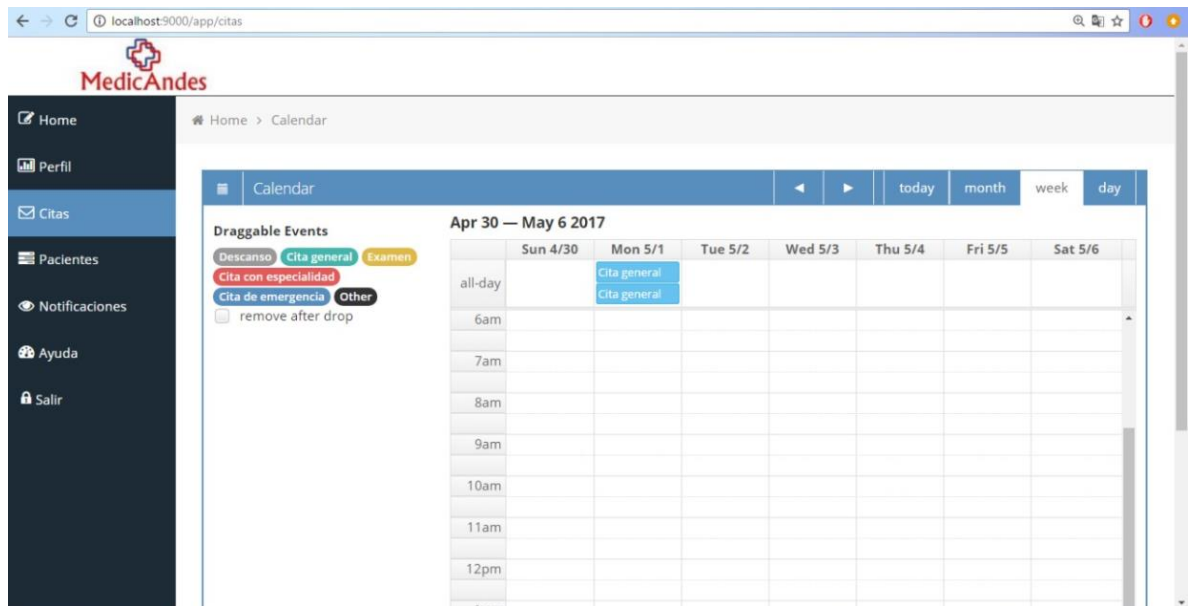 localhost:9000/app/citas
MedicAndes
Home
Perfil
Citas
Pacientes
Notificaciones
Ayuda
Salir
Home > Calendar
Calendar
today month week day
Draggable Events
Descanso Cita general Examen
Cita con especialidad
Cita de emergencia Other
remove after drop
Apr 30 — May 6 2017
Sun 4/30 Mon 5/1 Tue 5/2 Wed 5/3 Thu 5/4 Fri 5/5 Sat 5/6
all-day
Cita general
Cita general
6am
7am
8am
9am
10am
11am
12pm